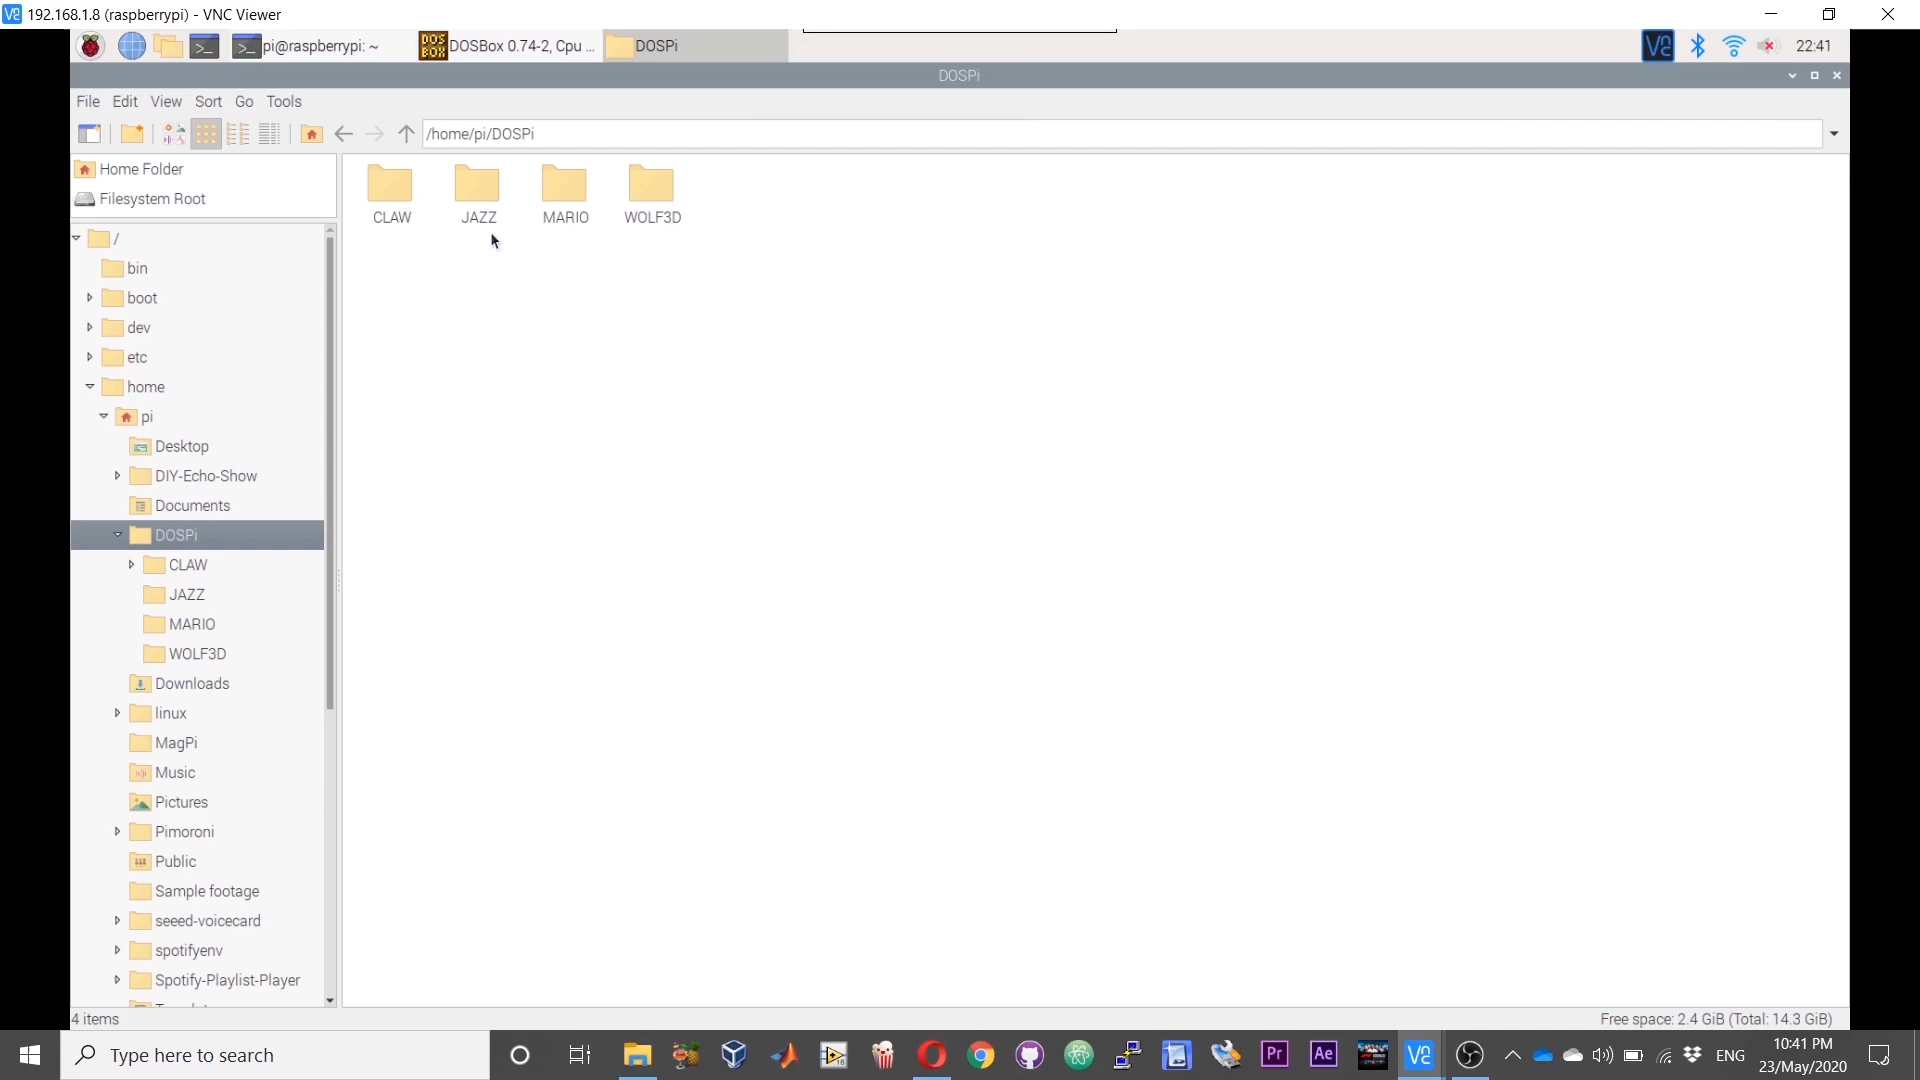 192.168.1.8 (raspberrypi) - VNC Viewer
pi@raspberrypi: ~
DOSBox 0.74-2, Cpu ...
DOSPi
22:41
DOSPi
File Edit View Sort Go Tools
/home/pi/DOSPi
Home Folder
Filesystem Root
CLAW
JAZZ
MARIO
WOLF3D
/
bin
boot
dev
etc
home
pi
Desktop
DIY-Echo-Show
Documents
DOSPi
CLAW
JAZZ
MARIO
WOLF3D
Downloads
linux
MagPi
Music
Pictures
Pimoroni
Public
Sample footage
seeed-voicecard
spotifyenv
Spotify-Playlist-Player
4 items
Free space: 2.4 GiB (Total: 14.3 GiB)
Type here to search
Pr
Ae
ENG
10:41 PM
23/May/2020